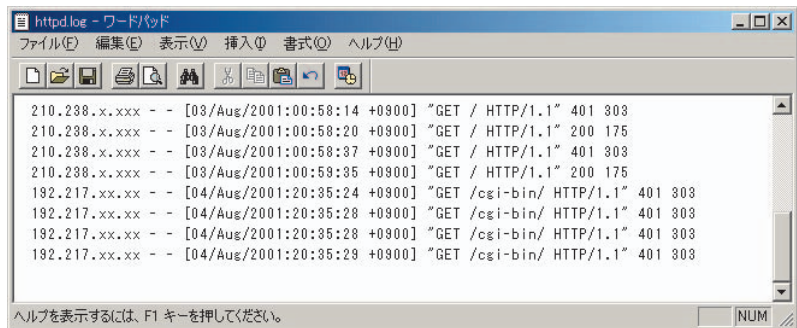 httpd.log - ワードパッド
ファイル(F) 編集(E) 表示(V) 挿入(I) 書式(O) ヘルプ(H)
210.238.x.xxx - - [03/Aug/2001:00:58:14 +0900] "GET / HTTP/1.1" 401 303
210.238.x.xxx - - [03/Aug/2001:00:58:20 +0900] "GET / HTTP/1.1" 200 175
210.238.x.xxx - - [03/Aug/2001:00:58:37 +0900] "GET / HTTP/1.1" 401 303
210.238.x.xxx - - [03/Aug/2001:00:59:35 +0900] "GET / HTTP/1.1" 200 175
192.217.xx.xx - - [04/Aug/2001:20:35:24 +0900] "GET /cgi-bin/ HTTP/1.1" 401 303
192.217.xx.xx - - [04/Aug/2001:20:35:28 +0900] "GET /cgi-bin/ HTTP/1.1" 401 303
192.217.xx.xx - - [04/Aug/2001:20:35:28 +0900] "GET /cgi-bin/ HTTP/1.1" 401 303
192.217.xx.xx - - [04/Aug/2001:20:35:29 +0900] "GET /cgi-bin/ HTTP/1.1" 401 303
ヘルプを表示するには、F1 キーを押してください。 NUM